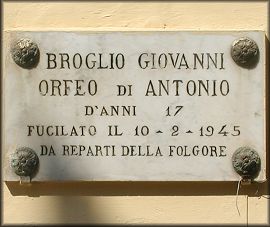 BROGLIO GIOVANNI
ORFEO DI ANTONIO
D'ANNI 17
FUCILATO IL 10-2-1945
DA REPARTI DELLA FOLGORE